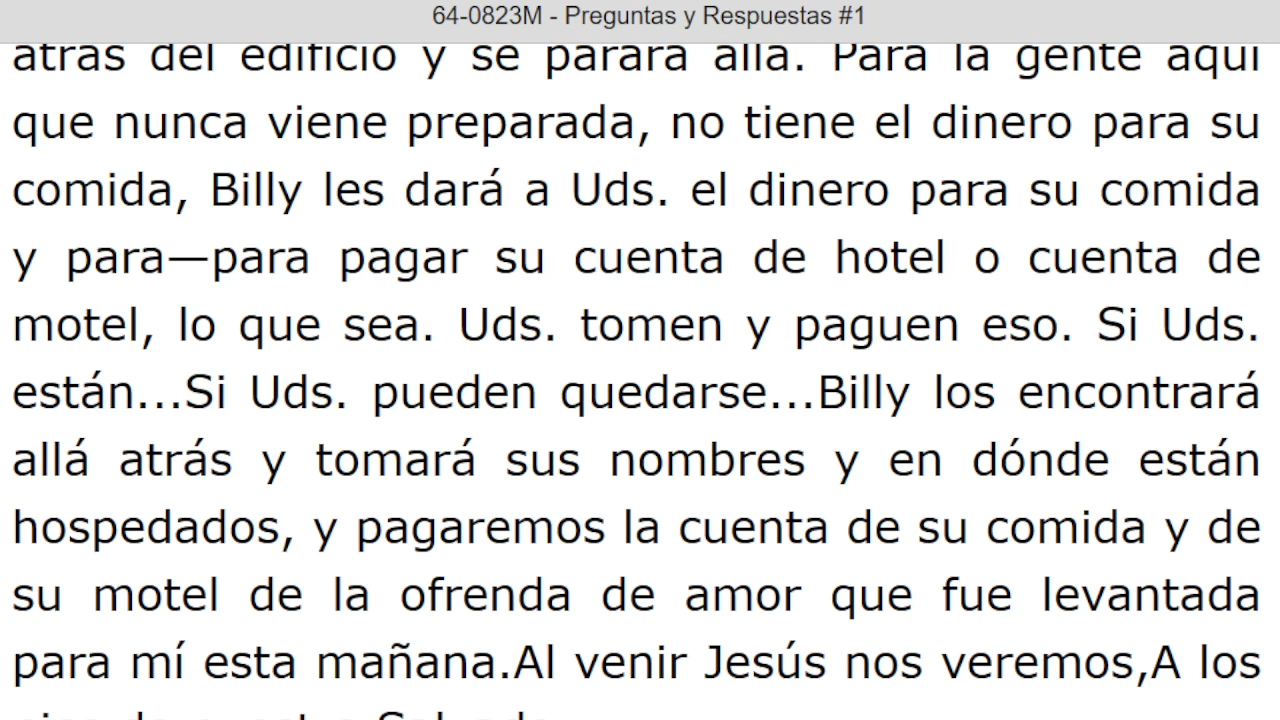 64-0823M - Preguntas y Respuestas #1
atrás del edificio y se parará allá. Para la gente aquí
que nunca viene preparada, no tiene el dinero para su
comida, Billy les dará a Uds. el dinero para su comida
y para—para pagar su cuenta de hotel o cuenta de
motel, lo que sea. Uds. tomen y paguen eso. Si Uds.
están...Si Uds. pueden quedarse...Billy los encontrará
allá atrás y tomará sus nombres y en dónde están
hospedados, y pagaremos la cuenta de su comida y de
su motel de la ofrenda de amor que fue levantada
para mí esta mañana.Al venir Jesús nos veremos,A los